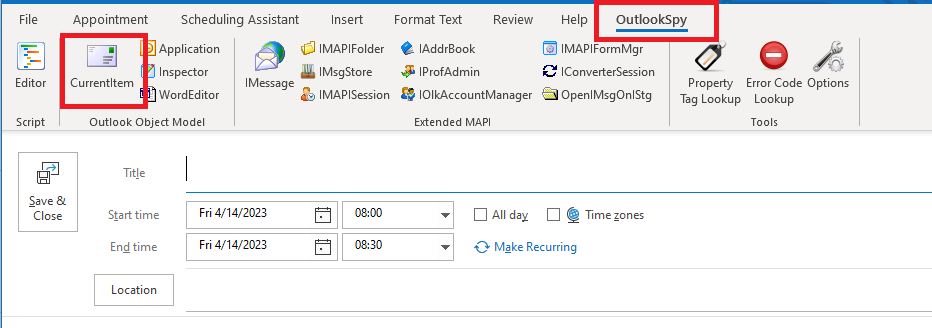 File Appointment Scheduling Assistant Insert Format Text Review Help OutlookSpy
Editor
CurrentItem
Application
Inspector
WordEditor
IMessage
IMAPIFolder
IMsgStore
IMAPISession
IAddrBook
IProfAdmin
IOlkAccountManager
IMAPIFormMgr
IConverterSession
OpenIMsgOnIStg
Property
Tag Lookup
Error Code
Lookup
Options
Script Outlook Object Model Extended MAPI Tools
Save &
Close
Title
Start time Fri 4/14/2023 08:00 All day Time zones
End time Fri 4/14/2023 08:30 Make Recurring
Location